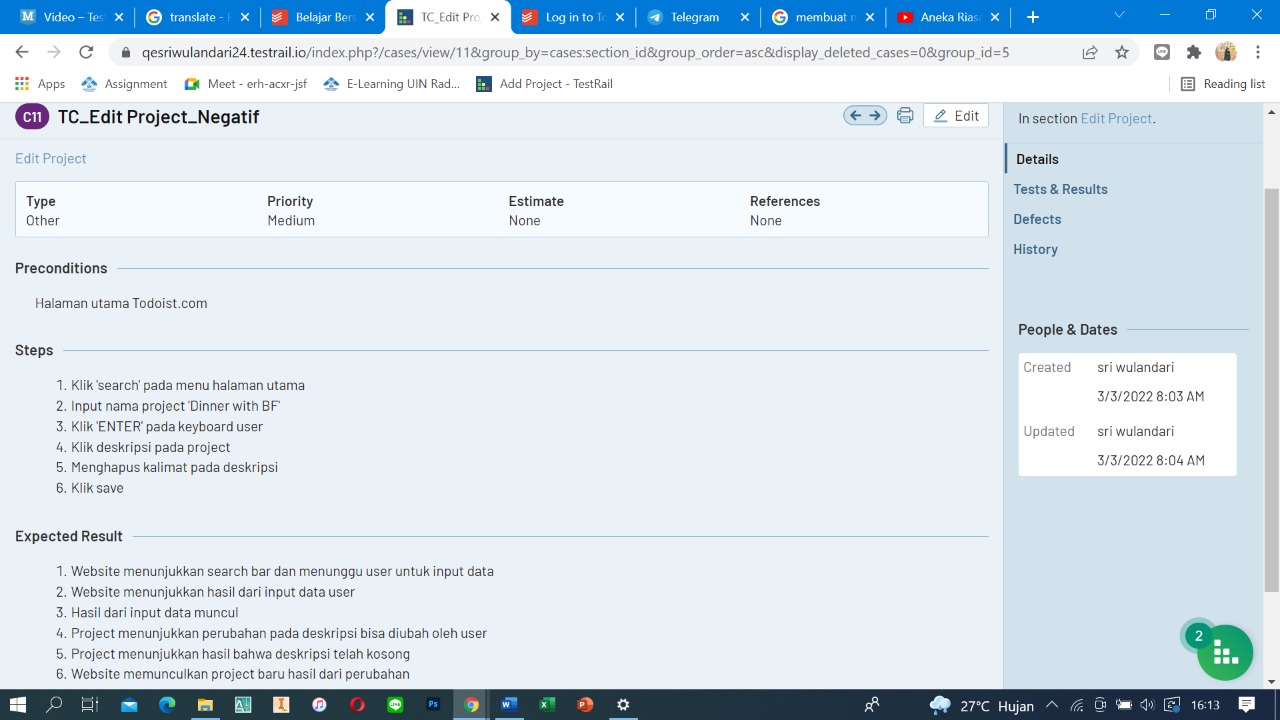 Video – Tes
translate - 
Belajar Bers
TC_Edit Pro
Log in to To
Telegram
membuat n
Aneka Rias
qesriwulandari24.testrail.io/index.php?/cases/view/11&group_by=cases:section_id&group_order=asc&display_deleted_cases=0&group_id=5
Apps
Assignment
Meet - erh-acxr-jsf
E-Learning UIN Rad...
Add Project - TestRail
Reading list
C11 TC_Edit Project_Negatif
Edit
In section Edit Project.
Edit Project
Details
Tests & Results
Defects
History
Type Priority Estimate References
Other Medium None None
Preconditions
Halaman utama Todoist.com
People & Dates
Created sri wulandari
3/3/2022 8:03 AM
Updated sri wulandari
3/3/2022 8:04 AM
Steps
1. Klik 'search' pada menu halaman utama
2. Input nama project 'Dinner with BF'
3. Klik 'ENTER' pada keyboard user
4. Klik deskripsi pada project
5. Menghapus kalimat pada deskripsi
6. Klik save
Expected Result
1. Website menunjukkan search bar dan menunggu user untuk input data
2. Website menunjukkan hasil dari input data user
3. Hasil dari input data muncul
4. Project menunjukkan perubahan pada deskripsi bisa diubah oleh user
5. Project menunjukkan hasil bahwa deskripsi telah kosong
6. Website memunculkan project baru hasil dari perubahan
2
27°C Hujan
16:13